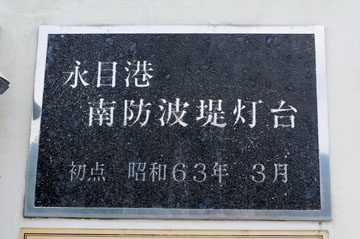 永目港
南防波堤灯台
初点 昭和63年 3月